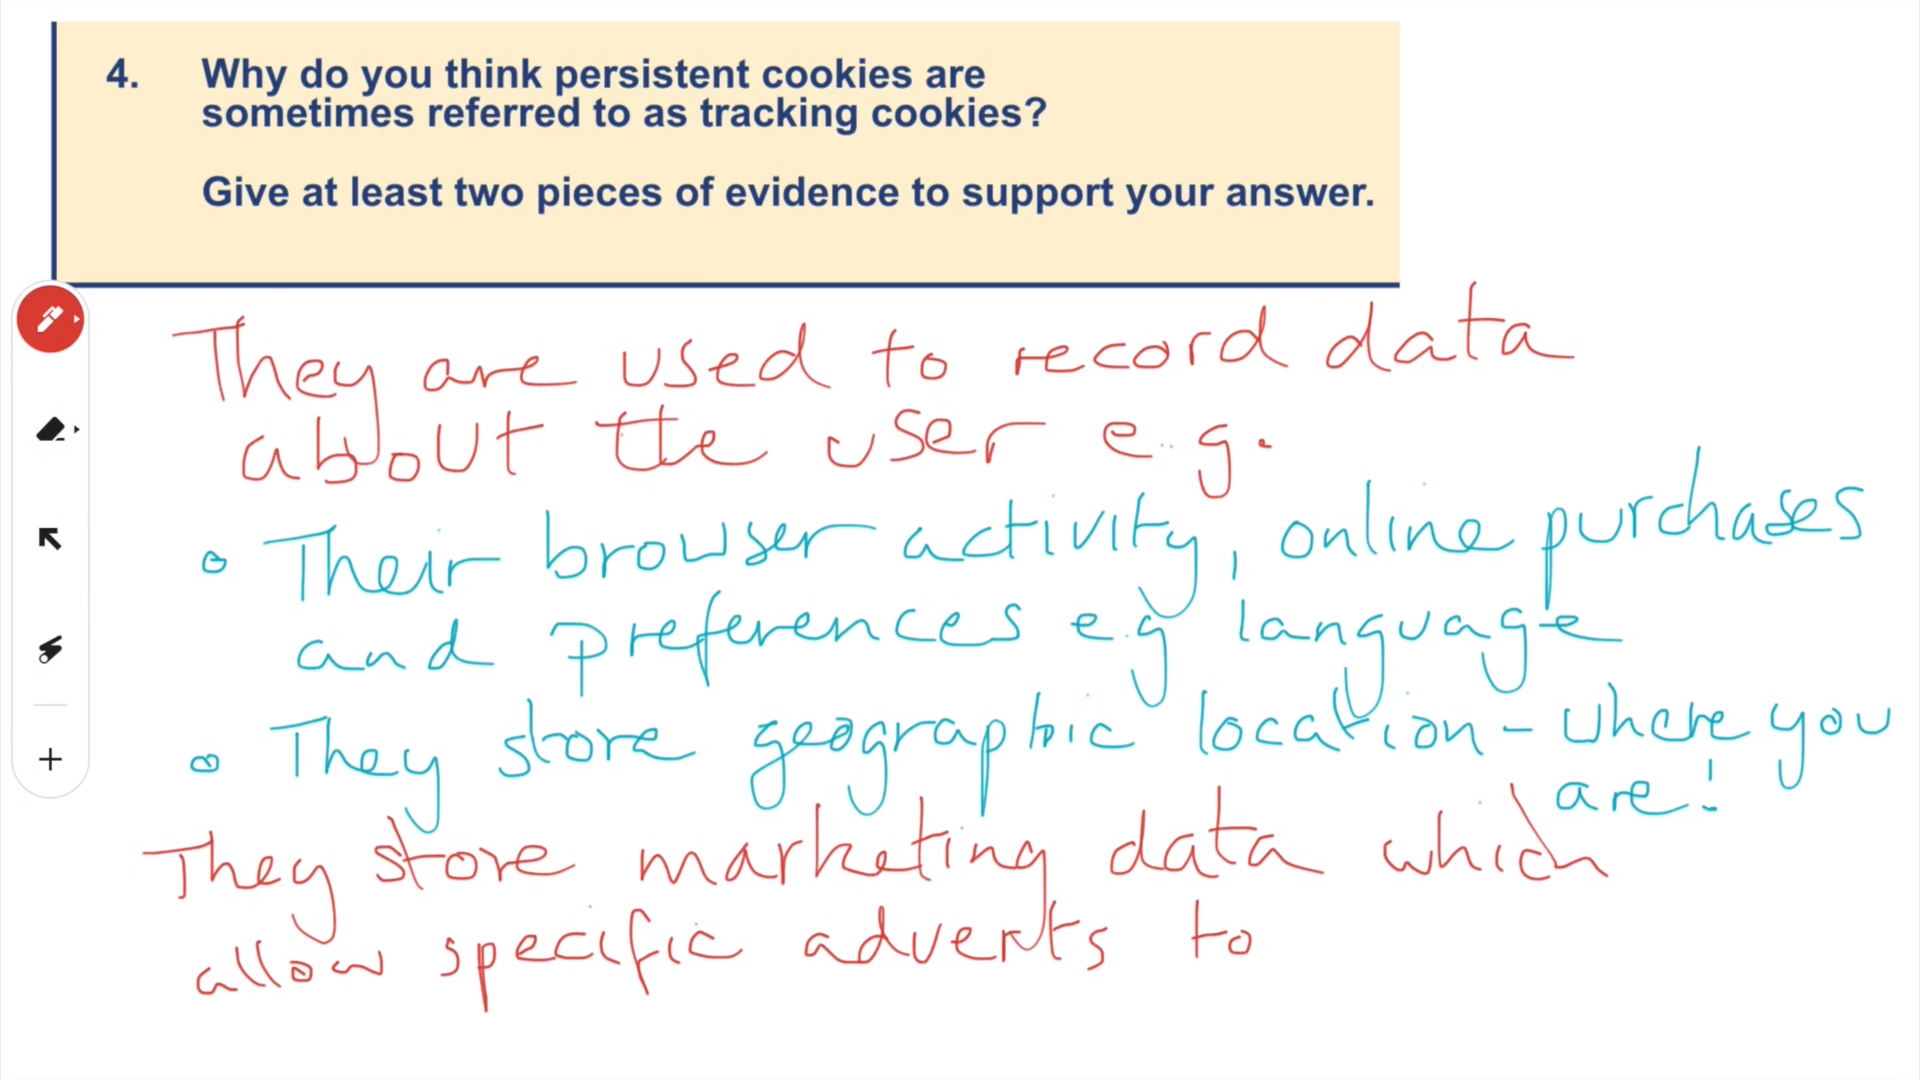 4. Why do you think persistent cookies are
sometimes referred to as tracking cookies?
Give at least two pieces of evidence to support your answer.
They are used to record data
about the user e.g.
• Their browser activity, online purchases
and preferences e.g language
• They store geographic location - where you
are!
They store marketing data which
allow specific adverts to